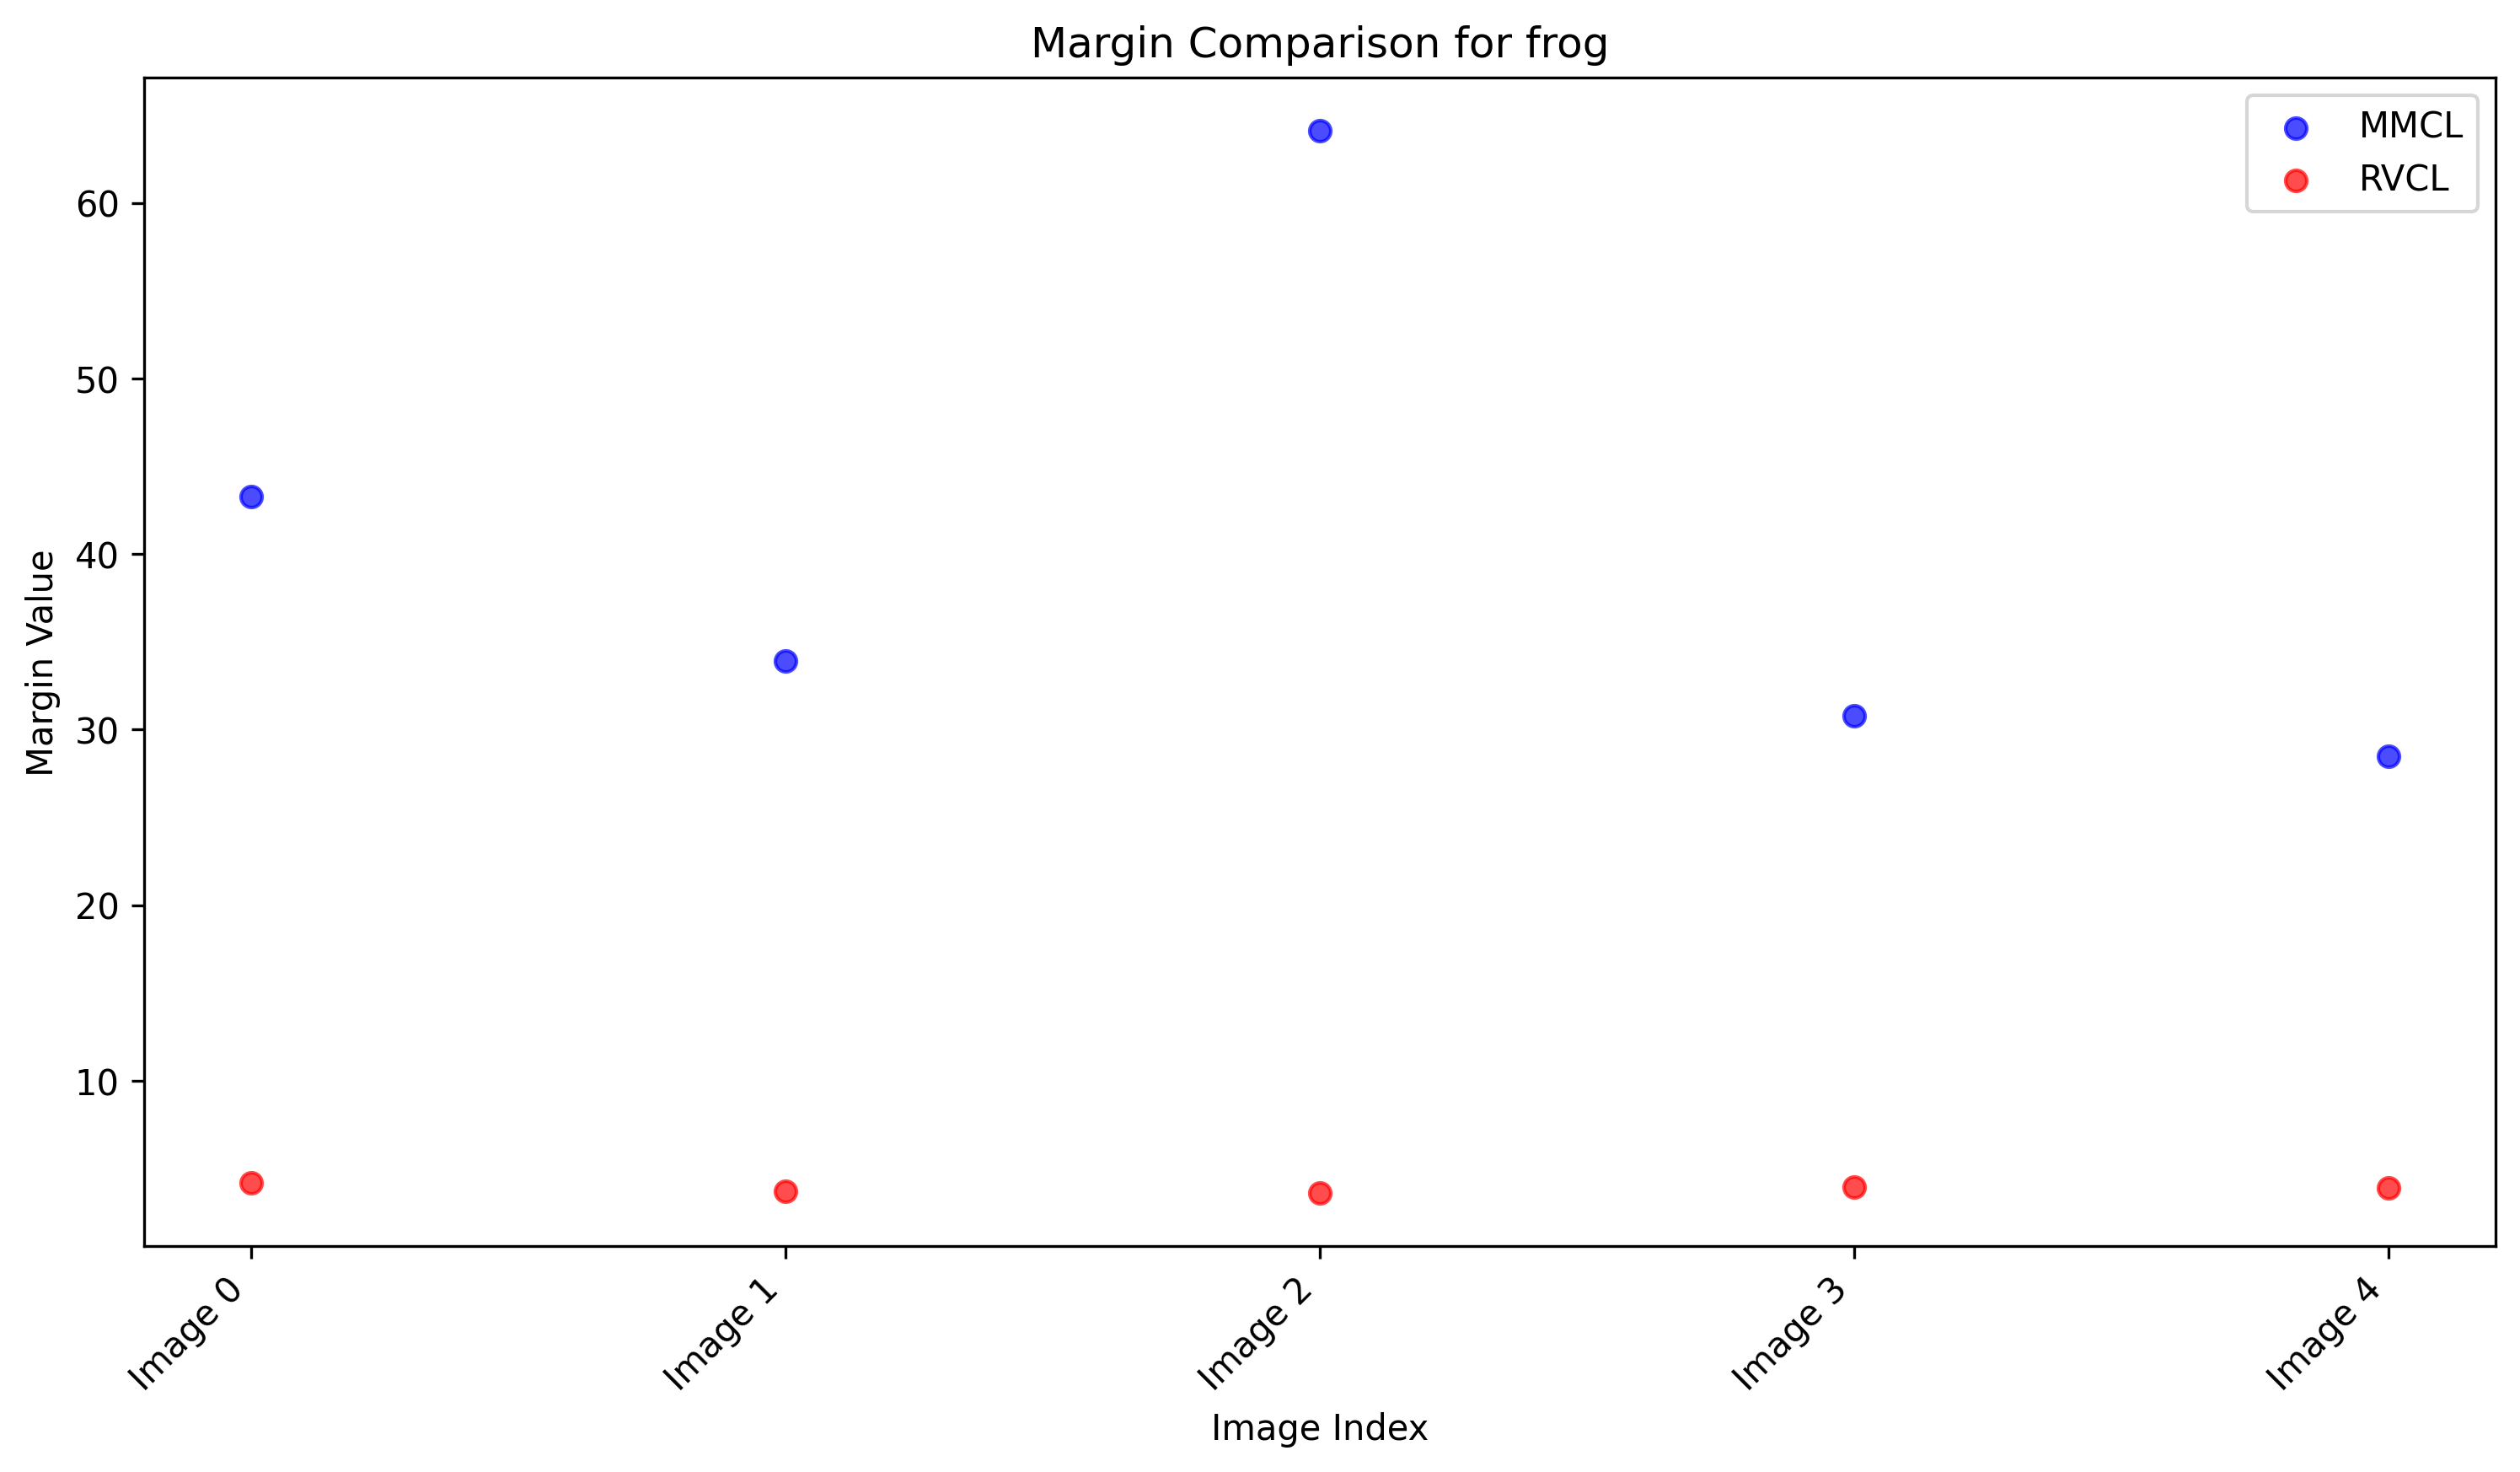 Margin Comparison for frog
MMCL
RVCL
Margin Value
60
50
40
30
20
10
Image 0
Image 1
Image 2
Image 3
Image 4
Image Index